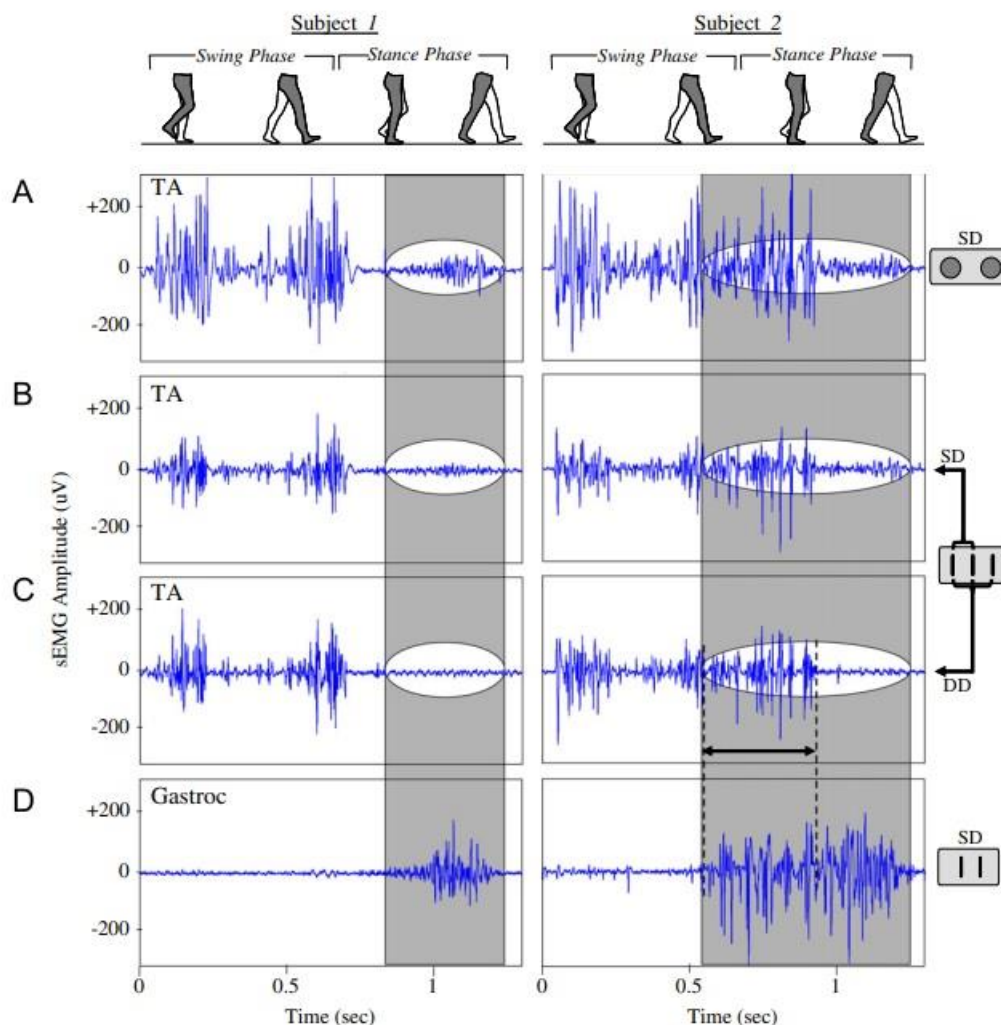 Subject 1 Subject 2
Swing Phase Stance Phase Swing Phase Stance Phase
A
TA
+200
0
-200
SD
B
TA
+200
0
-200
SD
C
TA
+200
0
-200
DD
sEMG Amplitude (uV)
D
Gastroc
+200
0
-200
SD
0 0.5 1 0 0.5 1
Time (sec) Time (sec)